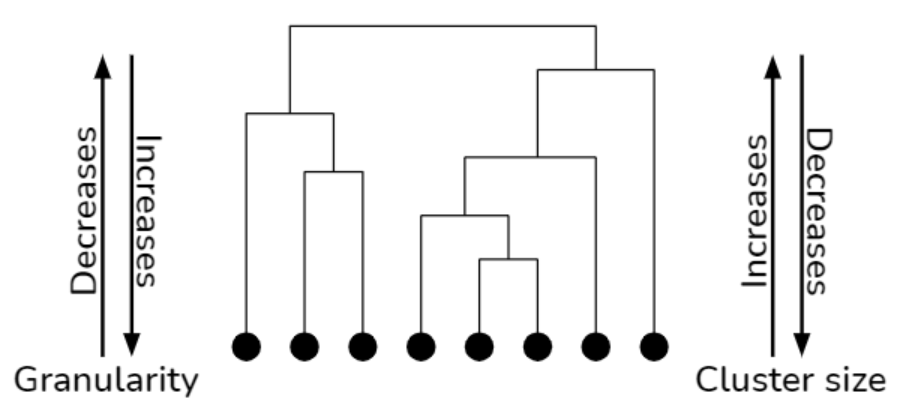 Decreases
Increases
Granularity
Increases
Decreases
Cluster size